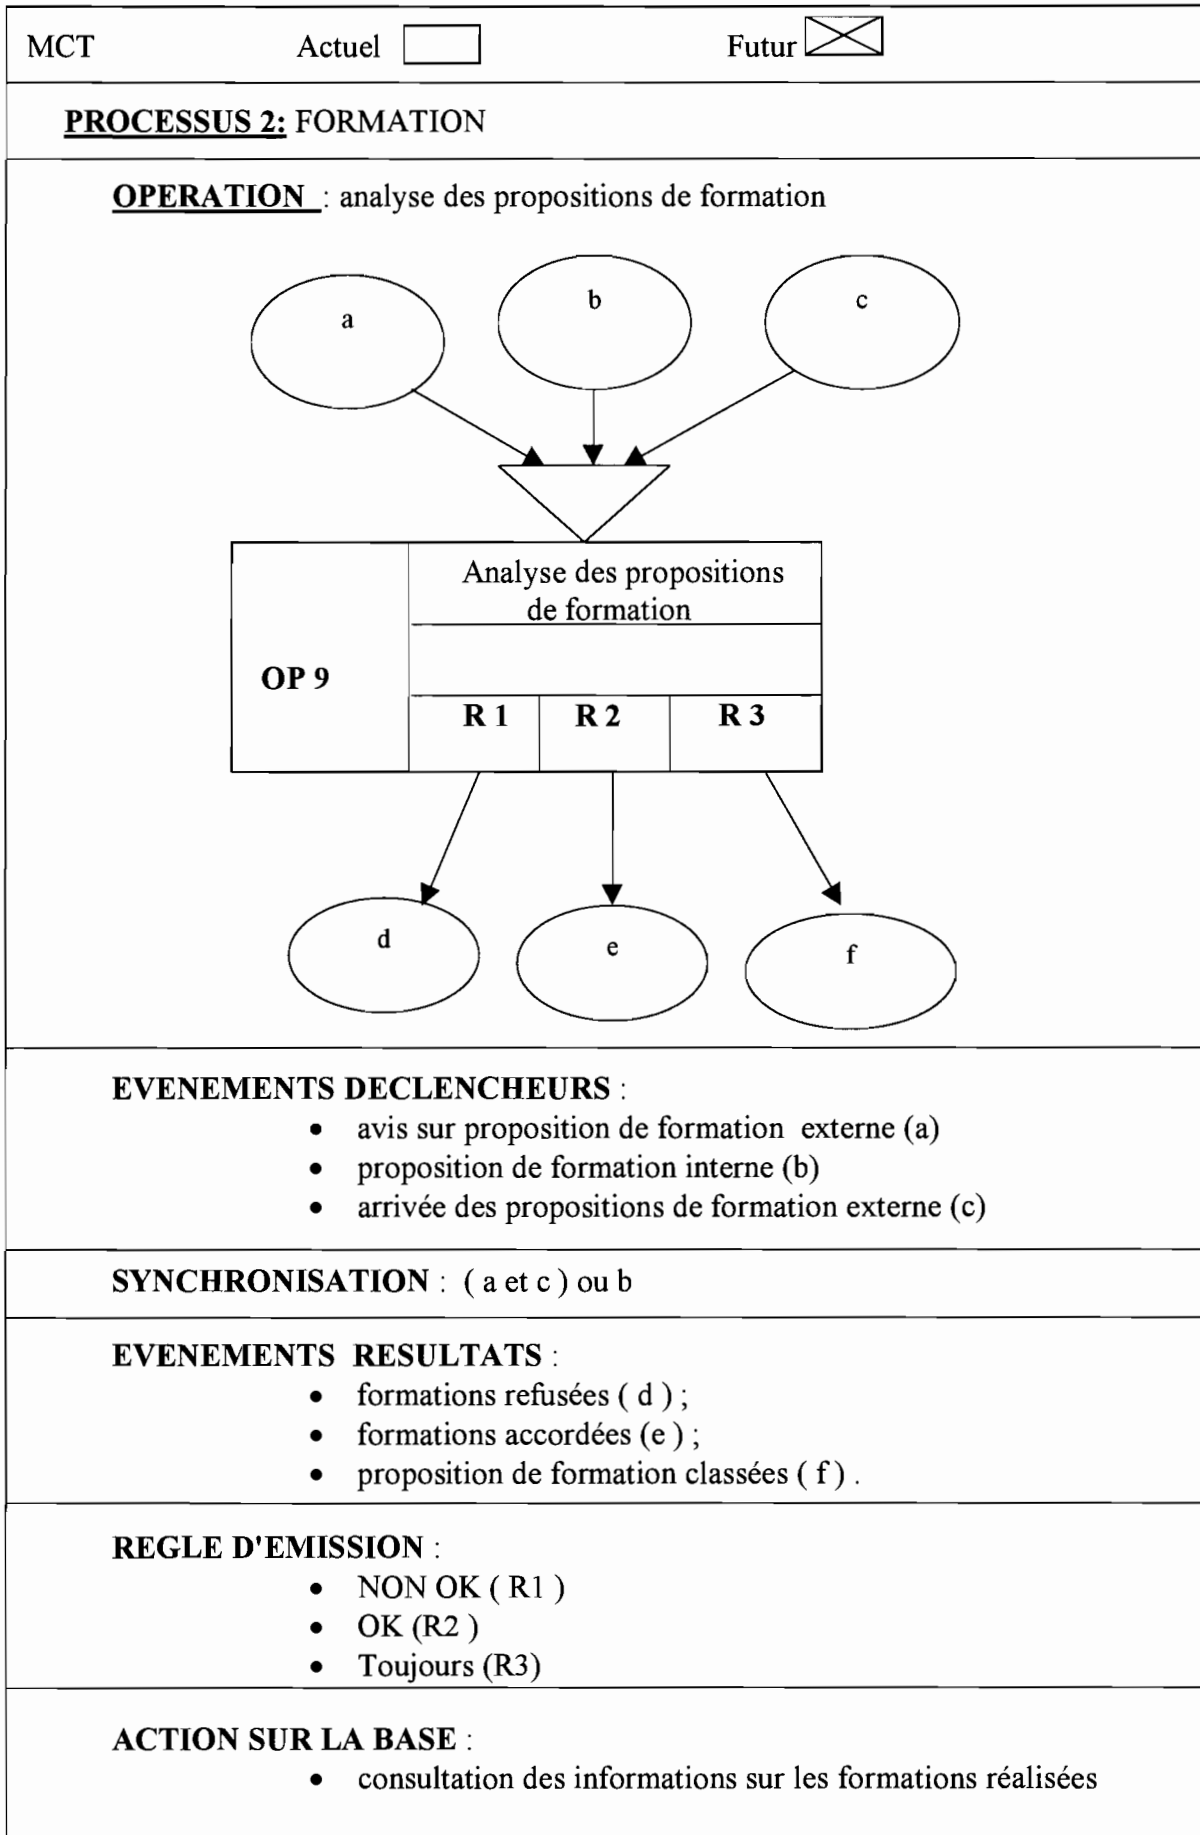 MCT Actuel Futur
PROCESSUS 2: FORMATION
OPERATION : analyse des propositions de formation
a b c
Analyse des propositions
de formation
OP 9
R 1 R 2 R 3
d e f
EVENEMENTS DECLENCHEURS :
• avis sur proposition de formation externe (a)
• proposition de formation interne (b)
• arrivée des propositions de formation externe (c)
SYNCHRONISATION : ( a et c ) ou b
EVENEMENTS RESULTATS :
• formations refusées ( d ) ;
• formations accordées (e ) ;
• proposition de formation classées ( f ) .
REGLE D'EMISSION :
• NON OK ( R1 )
• OK (R2 )
• Toujours (R3)
ACTION SUR LA BASE :
• consultation des informations sur les formations réalisées